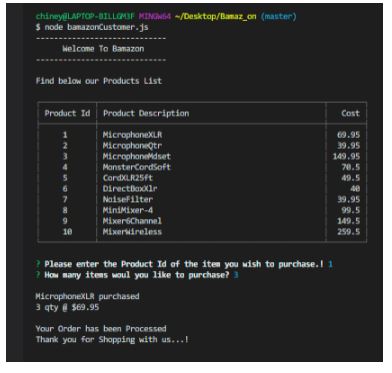 chiney@LAPTOP-BILLGM3F MINGW64 ~/Desktop/Bamaz_on (master)
$ node bamazonCustomer.js
-----------------------------
Welcome To Bamazon
-----------------------------
Find below our Products List
Product Id Product Description Cost
1 MicrophoneXLR 69.95
2 MicrophoneQtr 39.95
3 MicrophoneMdset 149.95
4 MonsterCordSoft 70.5
5 CordXLR25ft 49.5
6 DirectBoxXlr 40
7 NoiseFilter 39.95
8 MiniMixer-4 99.5
9 Mixer6Channel 149.5
10 MixerWireless 259.5
? Please enter the Product Id of the item you wish to purchase.! 1
? How many items woul you like to purchase? 3
MicrophoneXLR purchased
3 qty @ $69.95
Your Order has been Processed
Thank you for Shopping with us...!